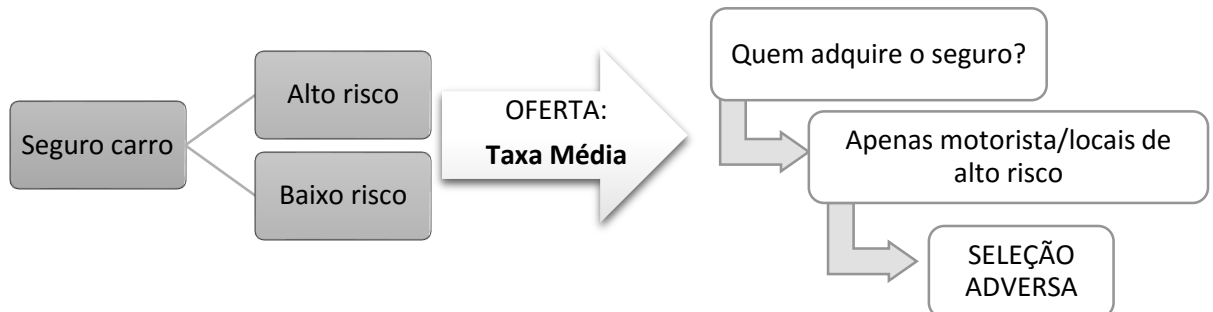 Seguro carro
Alto risco
Baixo risco
OFERTA:
Taxa Média
Quem adquire o seguro?
Apenas motorista/locais de
alto risco
SELEÇÃO
ADVERSA